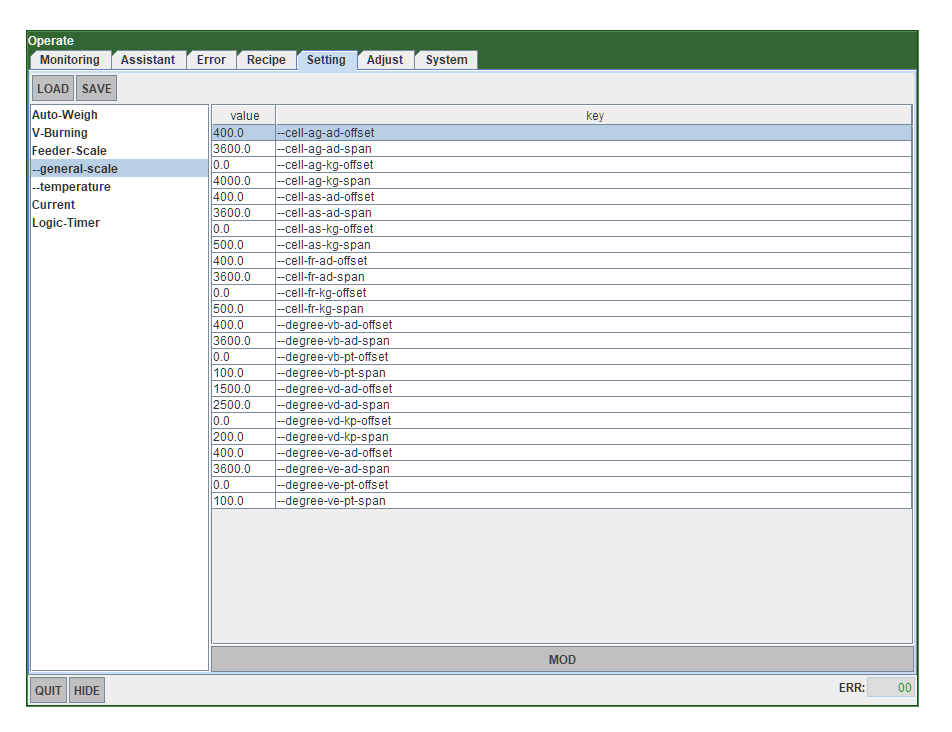 Operate
Monitoring Assistant Error Recipe Setting Adjust System
LOAD SAVE
Auto-Weigh
V-Burning
Feeder-Scale
--general-scale
--temperature
Current
Logic-Timer
value key
400.0 --cell-ag-ad-offset
3600.0 --cell-ag-ad-span
0.0 --cell-ag-kg-offset
4000.0 --cell-ag-kg-span
400.0 --cell-as-ad-offset
3600.0 --cell-as-ad-span
0.0 --cell-as-kg-offset
500.0 --cell-as-kg-span
400.0 --cell-fr-ad-offset
3600.0 --cell-fr-ad-span
0.0 --cell-fr-kg-offset
500.0 --cell-fr-kg-span
400.0 --degree-vb-ad-offset
3600.0 --degree-vb-ad-span
0.0 --degree-vb-pt-offset
100.0 --degree-vb-pt-span
1500.0 --degree-vd-ad-offset
2500.0 --degree-vd-ad-span
0.0 --degree-vd-kp-offset
200.0 --degree-vd-kp-span
400.0 --degree-ve-ad-offset
3600.0 --degree-ve-ad-span
0.0 --degree-ve-pt-offset
100.0 --degree-ve-pt-span
MOD
QUIT HIDE ERR: 00